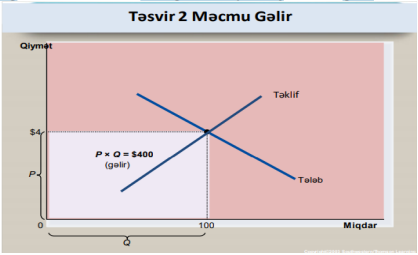 Təsvir 2 Məcmu Gəlir
Qiymət
Təklif
$4
P × Q = $400
(gəlir)
P
Tələb
0
100
Miqdar
Q